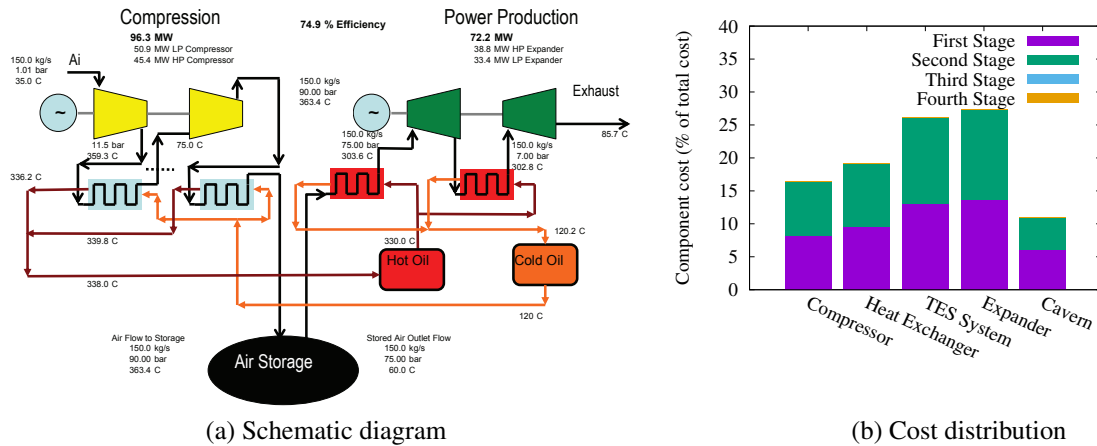 Compression
96.3 MW
50.9 MW LP Compressor
45.4 MW HP Compressor
74.9 % Efficiency
Power Production
72.2 MW
38.8 MW HP Expander
33.4 MW LP Expander
150.0 kg/s
1.01 bar
35.0 C
Ai
~
150.0 kg/s
90.00 bar
363.4 C
~
Exhaust
85.7 C
11.5 bar
359.3 C
75.0 C
150.0 kg/s
75.00 bar
303.6 C
150.0 kg/s
7.00 bar
302.8 C
336.2 C
339.8 C
338.0 C
330.0 C
Hot Oil
120.2 C
Cold Oil
120 C
Air Flow to Storage
150.0 kg/s
90.00 bar
363.4 C
Air Storage
Stored Air Outlet Flow
150.0 kg/s
75.00 bar
60.0 C
(a) Schematic diagram
Component cost (% of total cost)
40
35
30
25
20
15
10
5
0
First Stage
Second Stage
Third Stage
Fourth Stage
Compressor
Heat Exchanger
TES System
Expander
Cavern
(b) Cost distribution